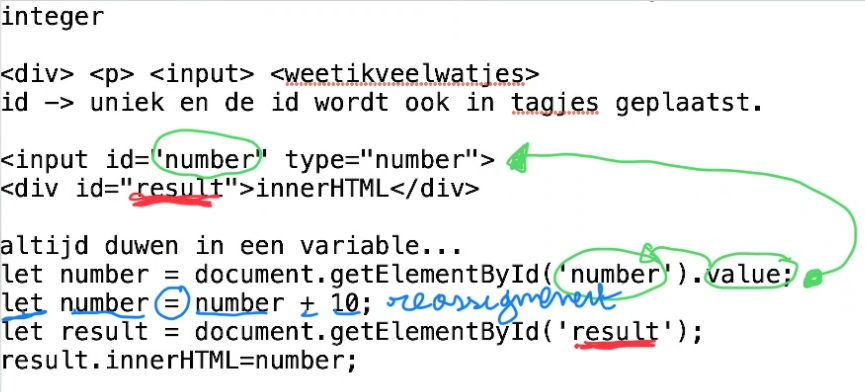 integer
<div> <p> <input> <weetikveelwatjes>
id -> uniek en de id wordt ook in tagjes geplaatst.
<input id="number" type="number">
<div id="result">innerHTML</div>
altijd duwen in een variable...
let number = document.getElementById('number').value;
let number = number + 10; reassignment
let result = document.getElementById('result');
result.innerHTML=number;